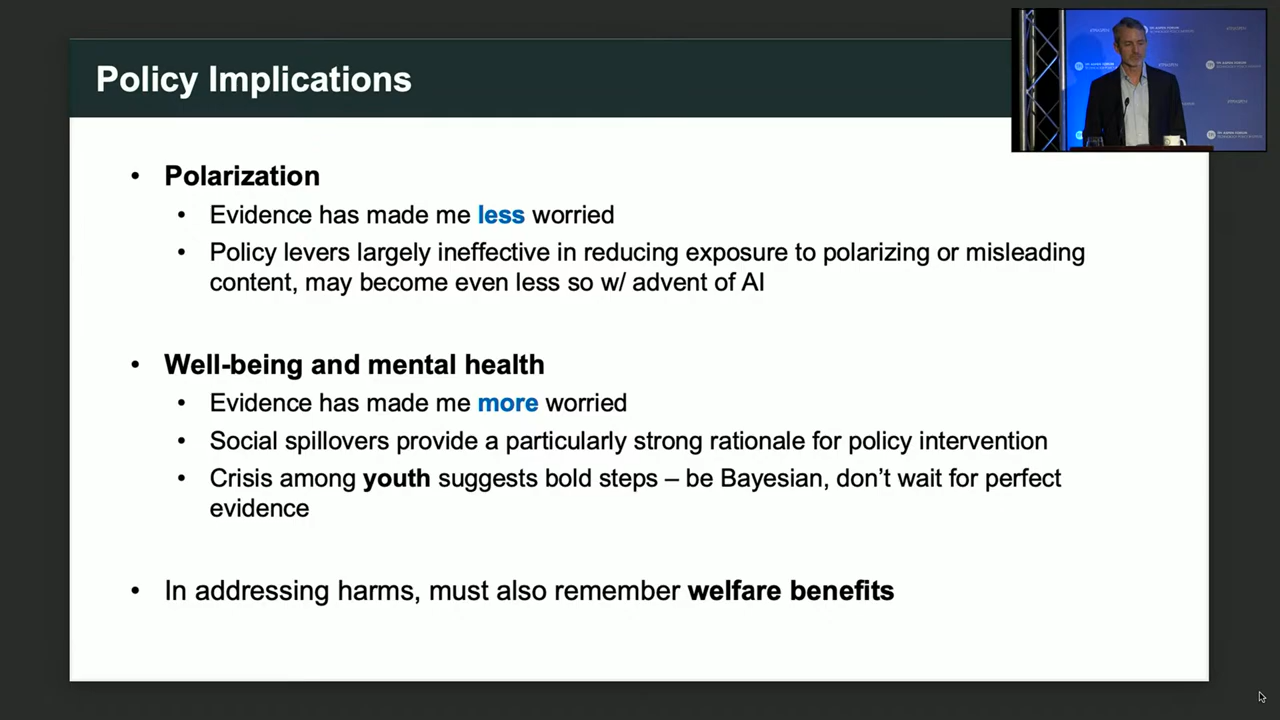 Policy Implications
• Polarization
• Evidence has made me less worried
• Policy levers largely ineffective in reducing exposure to polarizing or misleading
content, may become even less so w/ advent of AI
• Well-being and mental health
• Evidence has made me more worried
• Social spillovers provide a particularly strong rationale for policy intervention
• Crisis among youth suggests bold steps – be Bayesian, don’t wait for perfect
evidence
• In addressing harms, must also remember welfare benefits